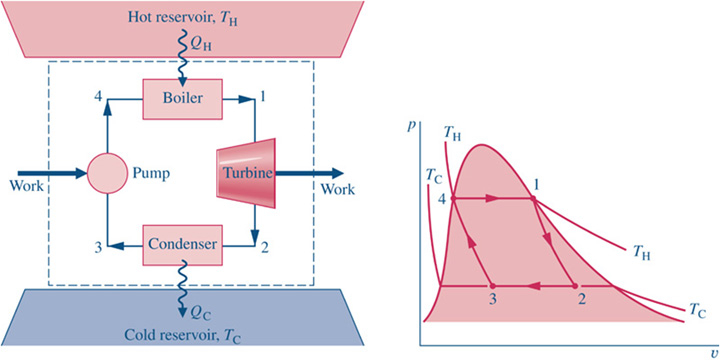 Hot reservoir, TH
QH
4
Boiler
1
Work
Pump
Turbine
Work
3
Condenser
2
QC
Cold reservoir, TC
p
TH
TC
4
1
TH
3
2
TC
v